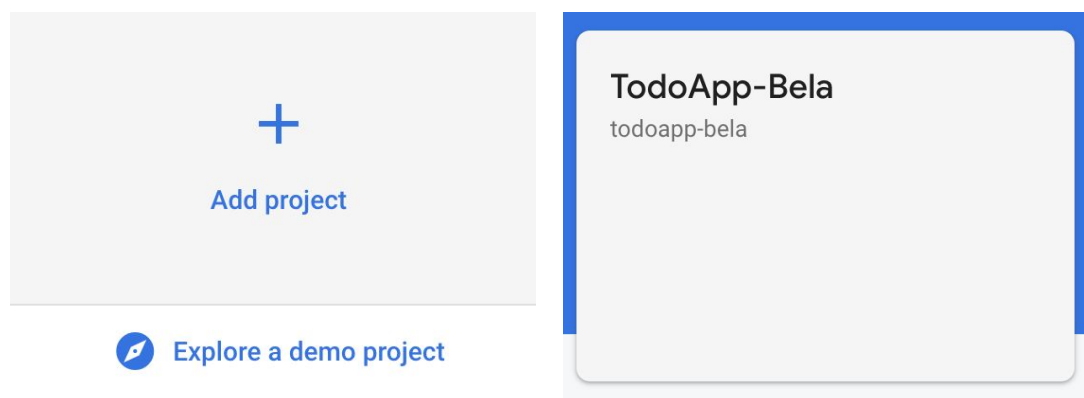 Add project
Explore a demo project
TodoApp-Bela
todoapp-bela